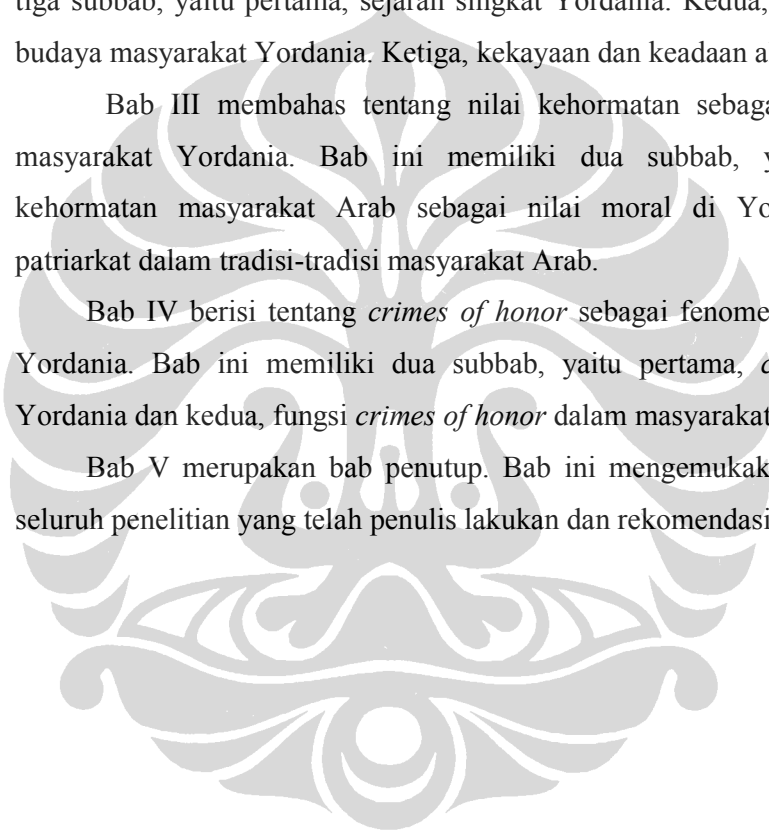 tiga subbab, yaitu pertama, sejarah singkat Yordania. Kedua,
budaya masyarakat Yordania. Ketiga, kekayaan dan keadaan a
Bab III membahas tentang nilai kehormatan sebaga
masyarakat Yordania. Bab ini memiliki dua subbab, y
kehormatan masyarakat Arab sebagai nilai moral di Yo
patriarkat dalam tradisi-tradisi masyarakat Arab.
Bab IV berisi tentang crimes of honor sebagai fenome
Yordania. Bab ini memiliki dua subbab, yaitu pertama, c
Yordania dan kedua, fungsi crimes of honor dalam masyarakat
Bab V merupakan bab penutup. Bab ini mengemukak
seluruh penelitian yang telah penulis lakukan dan rekomendasi